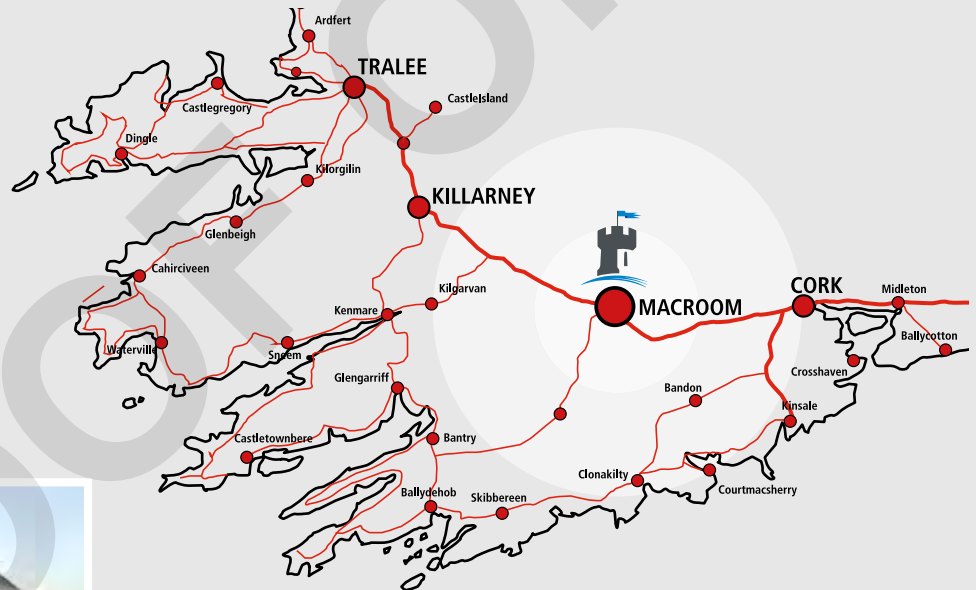 Ardfert
TRALEE
Castlegregory
CastleIsland
Dingle
Kilorgilin
KILLARNEY
Glenbeigh
Cahirciveen
Kilgarvan
Kenmare
MACROOM
CORK
Midleton
Ballycotton
Waterville
Sneem
Crosshaven
Glengarriff
Bandon
Kinsale
Castletownbere
Bantry
Clonakilty
Courtmacsherry
Ballydehob
Skibbereen